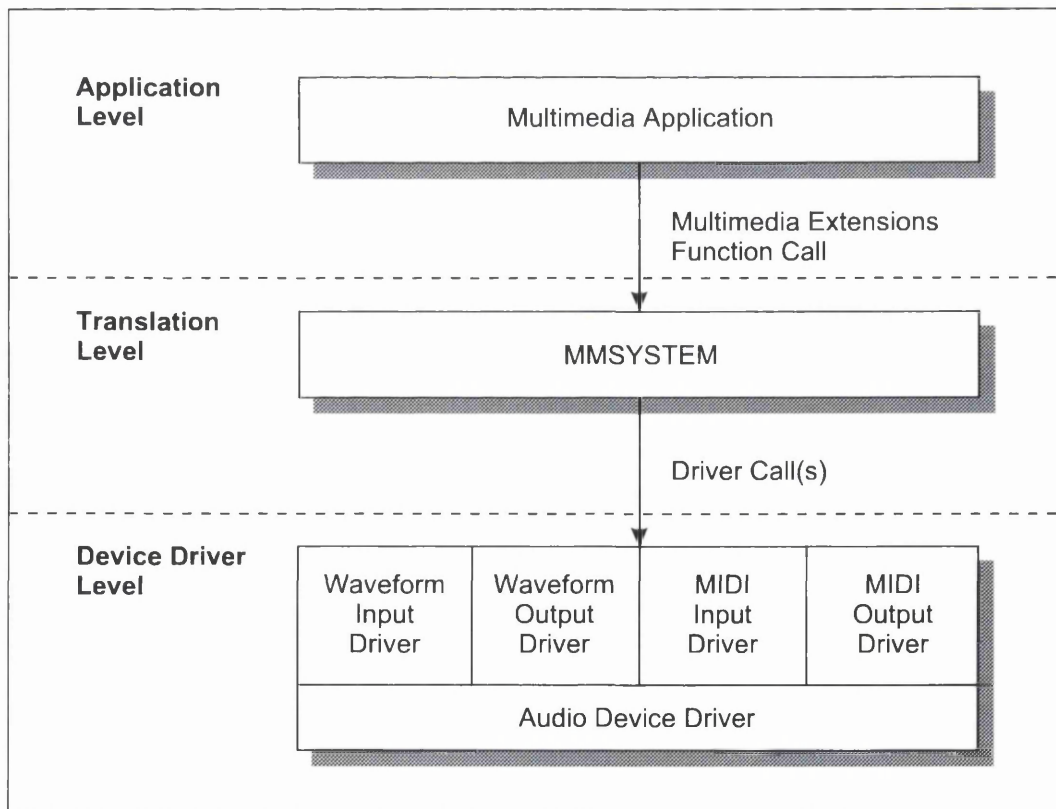 Application
Level
Multimedia Application
Multimedia Extensions
Function Call
Translation
Level
MMSYSTEM
Driver Call(s)
Device Driver
Level
Waveform
Input
Driver
Waveform
Output
Driver
MIDI
Input
Driver
MIDI
Output
Driver
Audio Device Driver